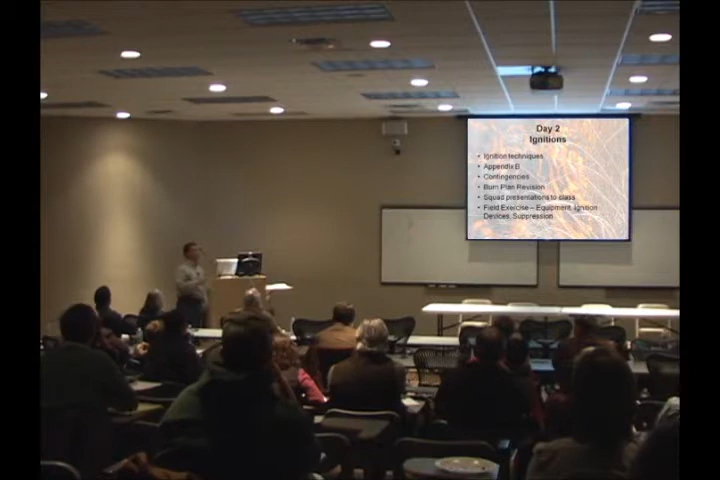 Day 2
Ignitions
• Ignition techniques
• Appendix B
• Contingencies
• Burn Plan Revision
• Squad presentations to class
• Field Exercise – Equipment, Ignition
Devices, Suppression